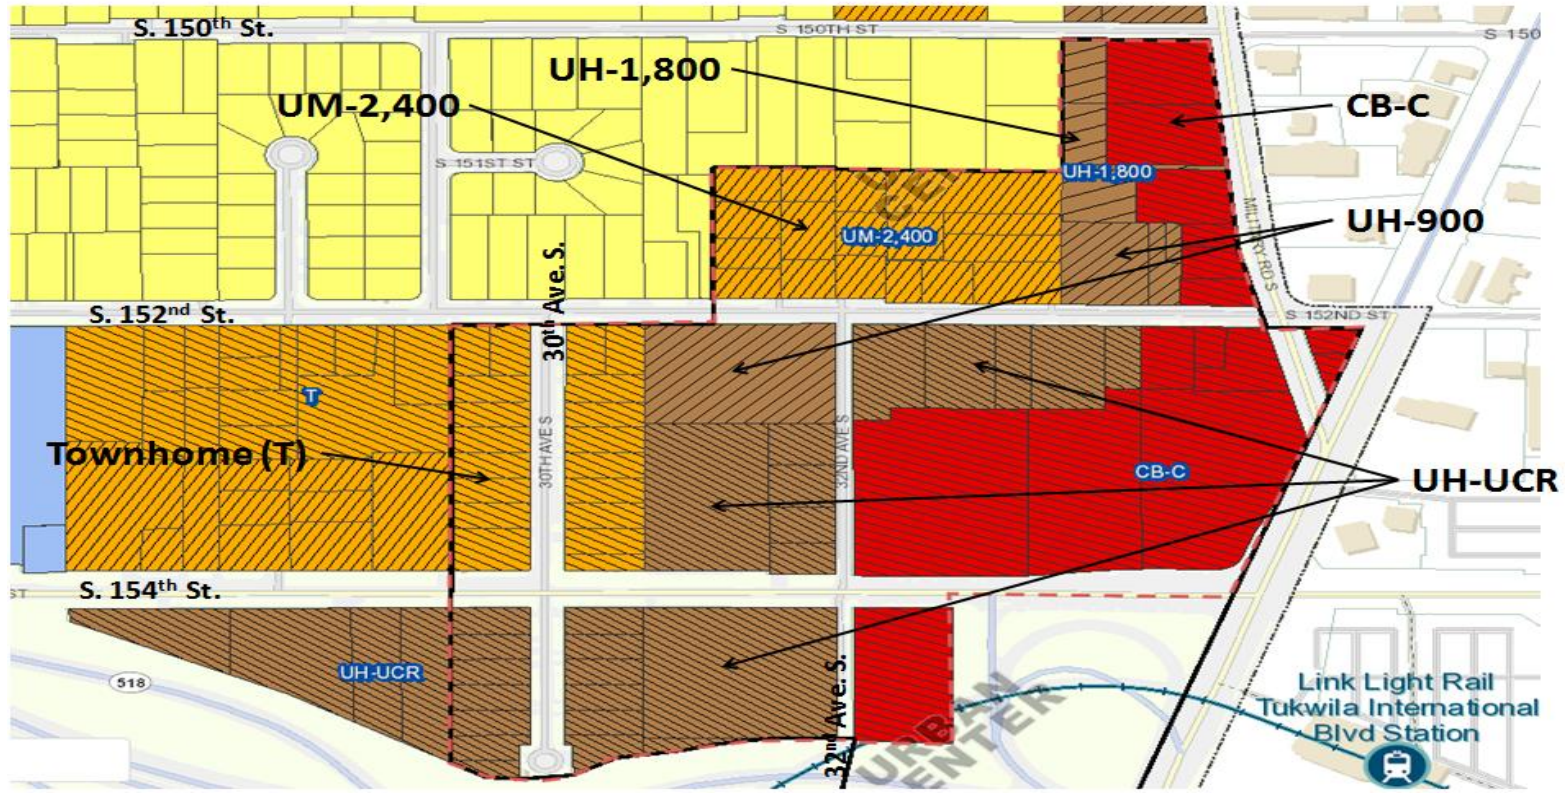 S. 150th St.
S 150TH ST
S 150
UH-1,800
UM-2,400
CB-C
S 151ST ST
UH-1,800
UH-900
UM-2,400
MILITARY RD S
30th Ave. S.
S. 152nd St.
S 152ND ST
T
Townhome (T)
30TH AVE S
32ND AVE S
CB-C
UH-UCR
S. 154th St.
ST
UH-UCR
518
32nd Ave. S.
URBAN
CENTER
Link Light Rail
Tukwila International
Blvd Station